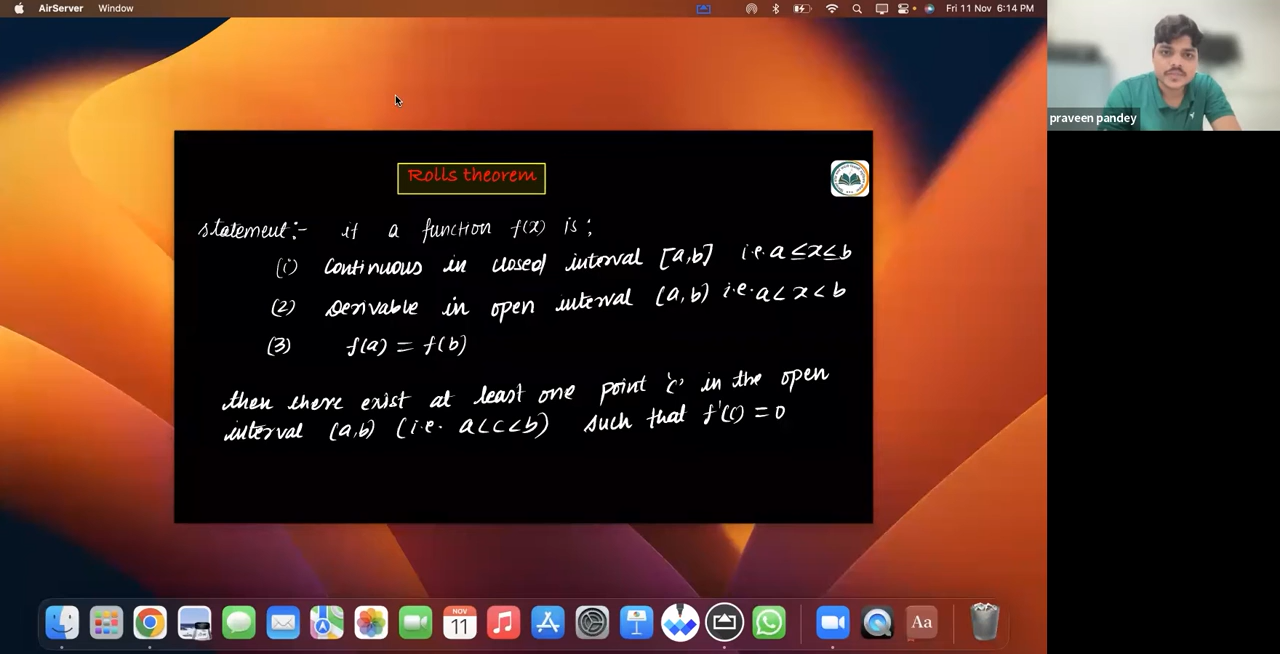 AirServer Window Fri 11 Nov 6:14 PM
praveen pandey
Rolls theorem
statement:- if a function f(x) is ;
(i) Continuous in closed interval [a,b] i.e. a ≤ x ≤ b
(2) Derivable in open interval (a,b) i.e. a < x < b
(3) f(a) = f(b)
then there exist at least one point 'c' in the open
interval (a,b) (i.e. a<c<b) such that f'(c) = 0
NOV
11
Aa